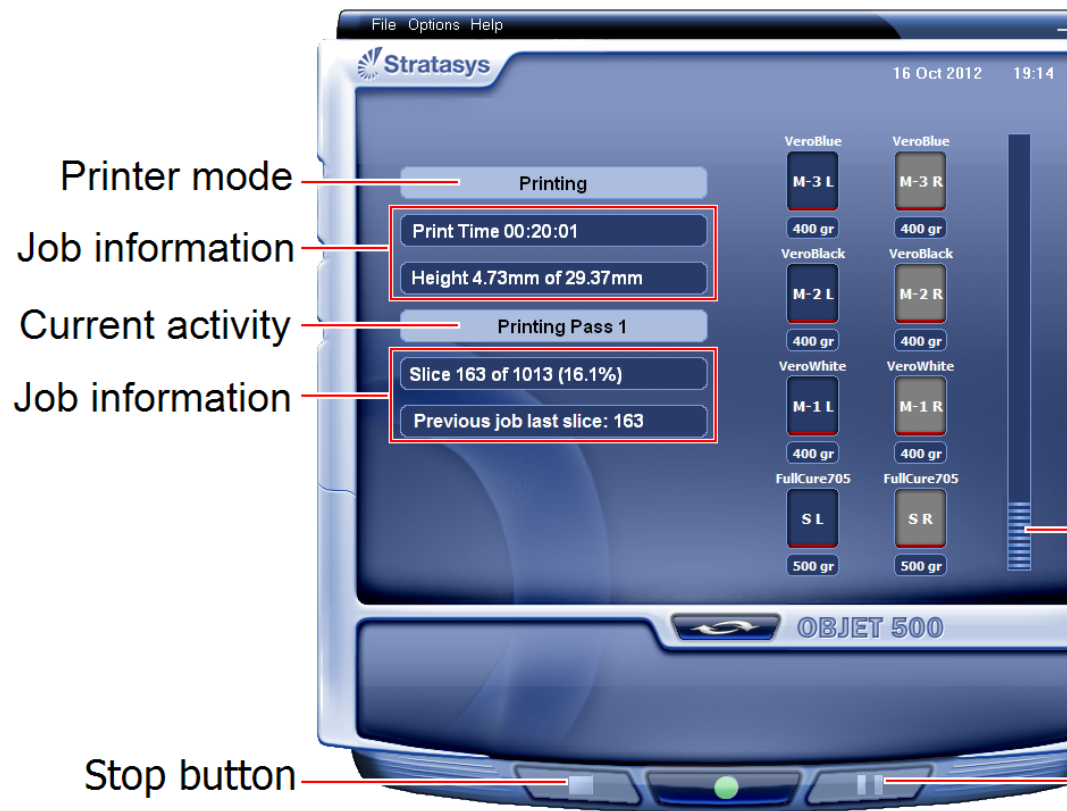 File Options Help
Stratasys
16 Oct 2012 19:14
Printer mode
Printing
Job information
Print Time 00:20:01
Height 4.73mm of 29.37mm
Current activity
Printing Pass 1
Job information
Slice 163 of 1013 (16.1%)
Previous job last slice: 163
VeroBlue VeroBlue
M-3 L M-3 R
400 gr 400 gr
VeroBlack VeroBlack
M-2 L M-2 R
400 gr 400 gr
VeroWhite VeroWhite
M-1 L M-1 R
400 gr 400 gr
FullCure705 FullCure705
S L S R
500 gr 500 gr
OBJET 500
Stop button